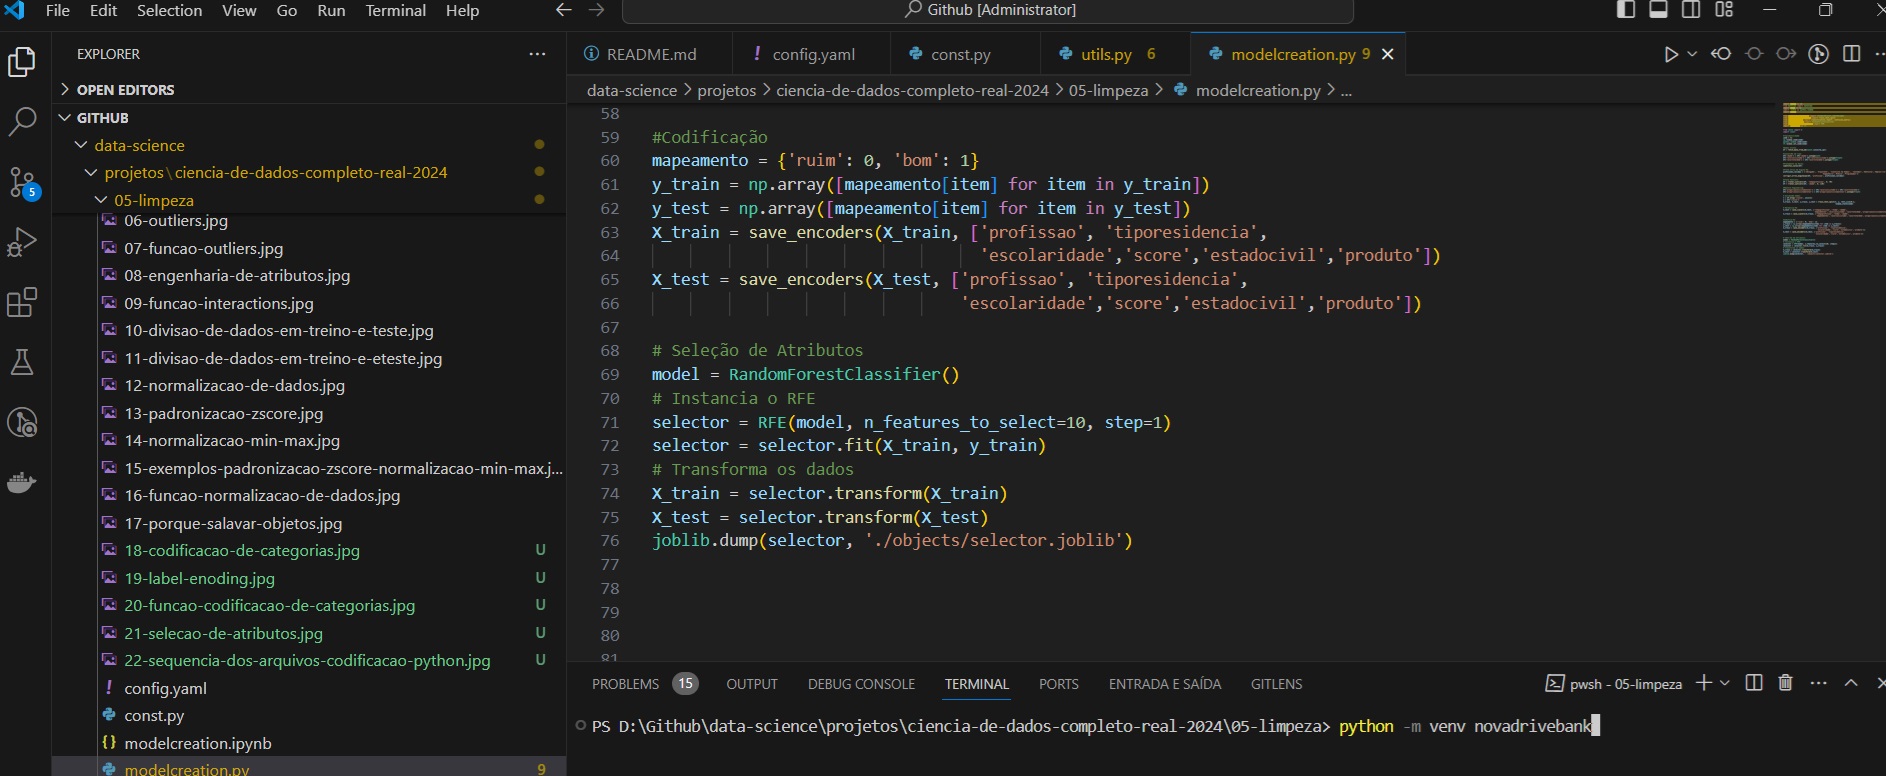 File Edit Selection View Go Run Terminal Help
Github [Administrator]
EXPLORER
OPEN EDITORS
GITHUB
data-science
projetos\ciencia-de-dados-completo-real-2024
05-limpeza
06-outliers.jpg
07-funcao-outliers.jpg
08-engenharia-de-atributos.jpg
09-funcao-interactions.jpg
10-divisao-de-dados-em-treino-e-teste.jpg
11-divisao-de-dados-em-treino-e-eteste.jpg
12-normalizacao-de-dados.jpg
13-padronizacao-zscore.jpg
14-normalizacao-min-max.jpg
15-exemplos-padronizacao-zscore-normalizacao-min-max.j...
16-funcao-normalizacao-de-dados.jpg
17-porque-salavar-objetos.jpg
18-codificacao-de-categorias.jpg U
19-label-enoding.jpg U
20-funcao-codificacao-de-categorias.jpg U
21-selecao-de-atributos.jpg U
22-sequencia-dos-arquivos-codificacao-python.jpg U
config.yaml
const.py
modelcreation.ipynb
modelcreation.py 9
5
README.md config.yaml const.py utils.py 6 modelcreation.py 9
data-science > projetos > ciencia-de-dados-completo-real-2024 > 05-limpeza > modelcreation.py > ...
58
59 #Codificação
60 mapeamento = {'ruim': 0, 'bom': 1}
61 y_train = np.array([mapeamento[item] for item in y_train])
62 y_test = np.array([mapeamento[item] for item in y_test])
63 X_train = save_encoders(X_train, ['profissao', 'tiporesidencia',
64 'escolaridade','score','estadocivil','produto'])
65 X_test = save_encoders(X_test, ['profissao', 'tiporesidencia',
66 'escolaridade','score','estadocivil','produto'])
67
68 # Seleção de Atributos
69 model = RandomForestClassifier()
70 # Instancia o RFE
71 selector = RFE(model, n_features_to_select=10, step=1)
72 selector = selector.fit(X_train, y_train)
73 # Transforma os dados
74 X_train = selector.transform(X_train)
75 X_test = selector.transform(X_test)
76 joblib.dump(selector, './objects/selector.joblib')
77
78
79
80
81
PROBLEMS 15 OUTPUT DEBUG CONSOLE TERMINAL PORTS ENTRADA E SAÍDA GITLENS
pwsh - 05-limpeza
PS D:\Github\data-science\projetos\ciencia-de-dados-completo-real-2024\05-limpeza> python -m venv novadrivebank